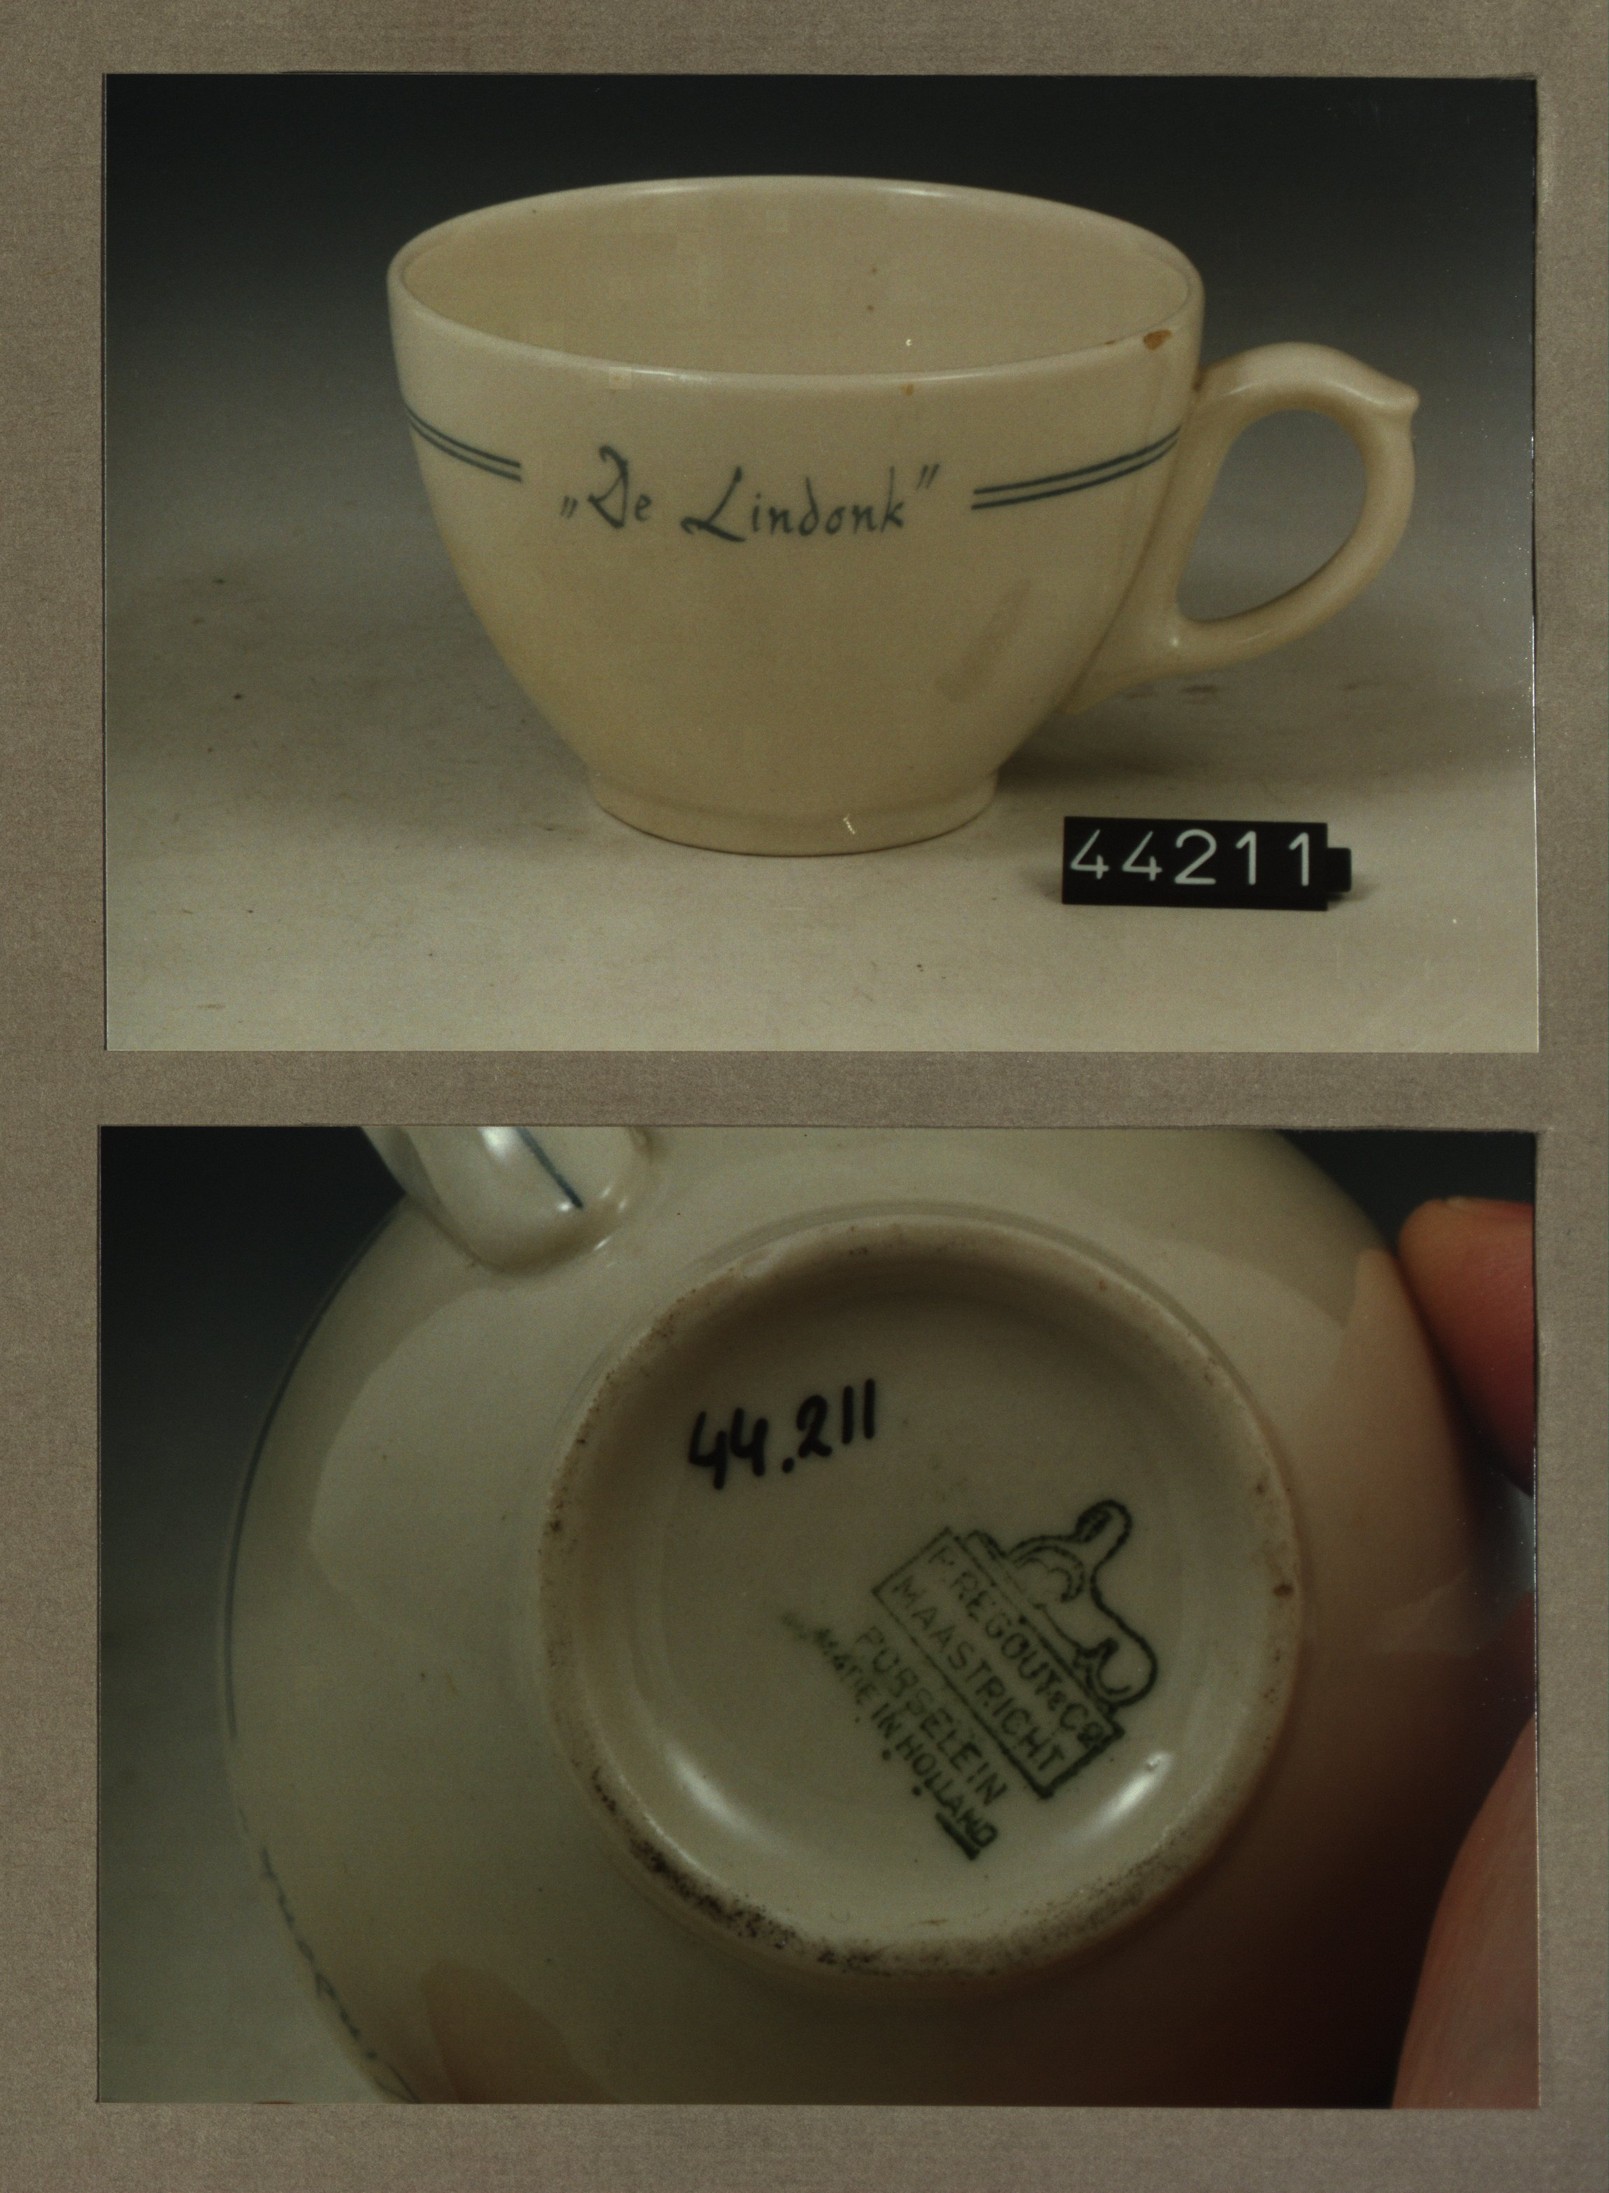 „De Lindonk”
44211
44.211
F. REGOUT & Co
MAASTRICHT
PORSELEIN
MADE IN HOLLAND